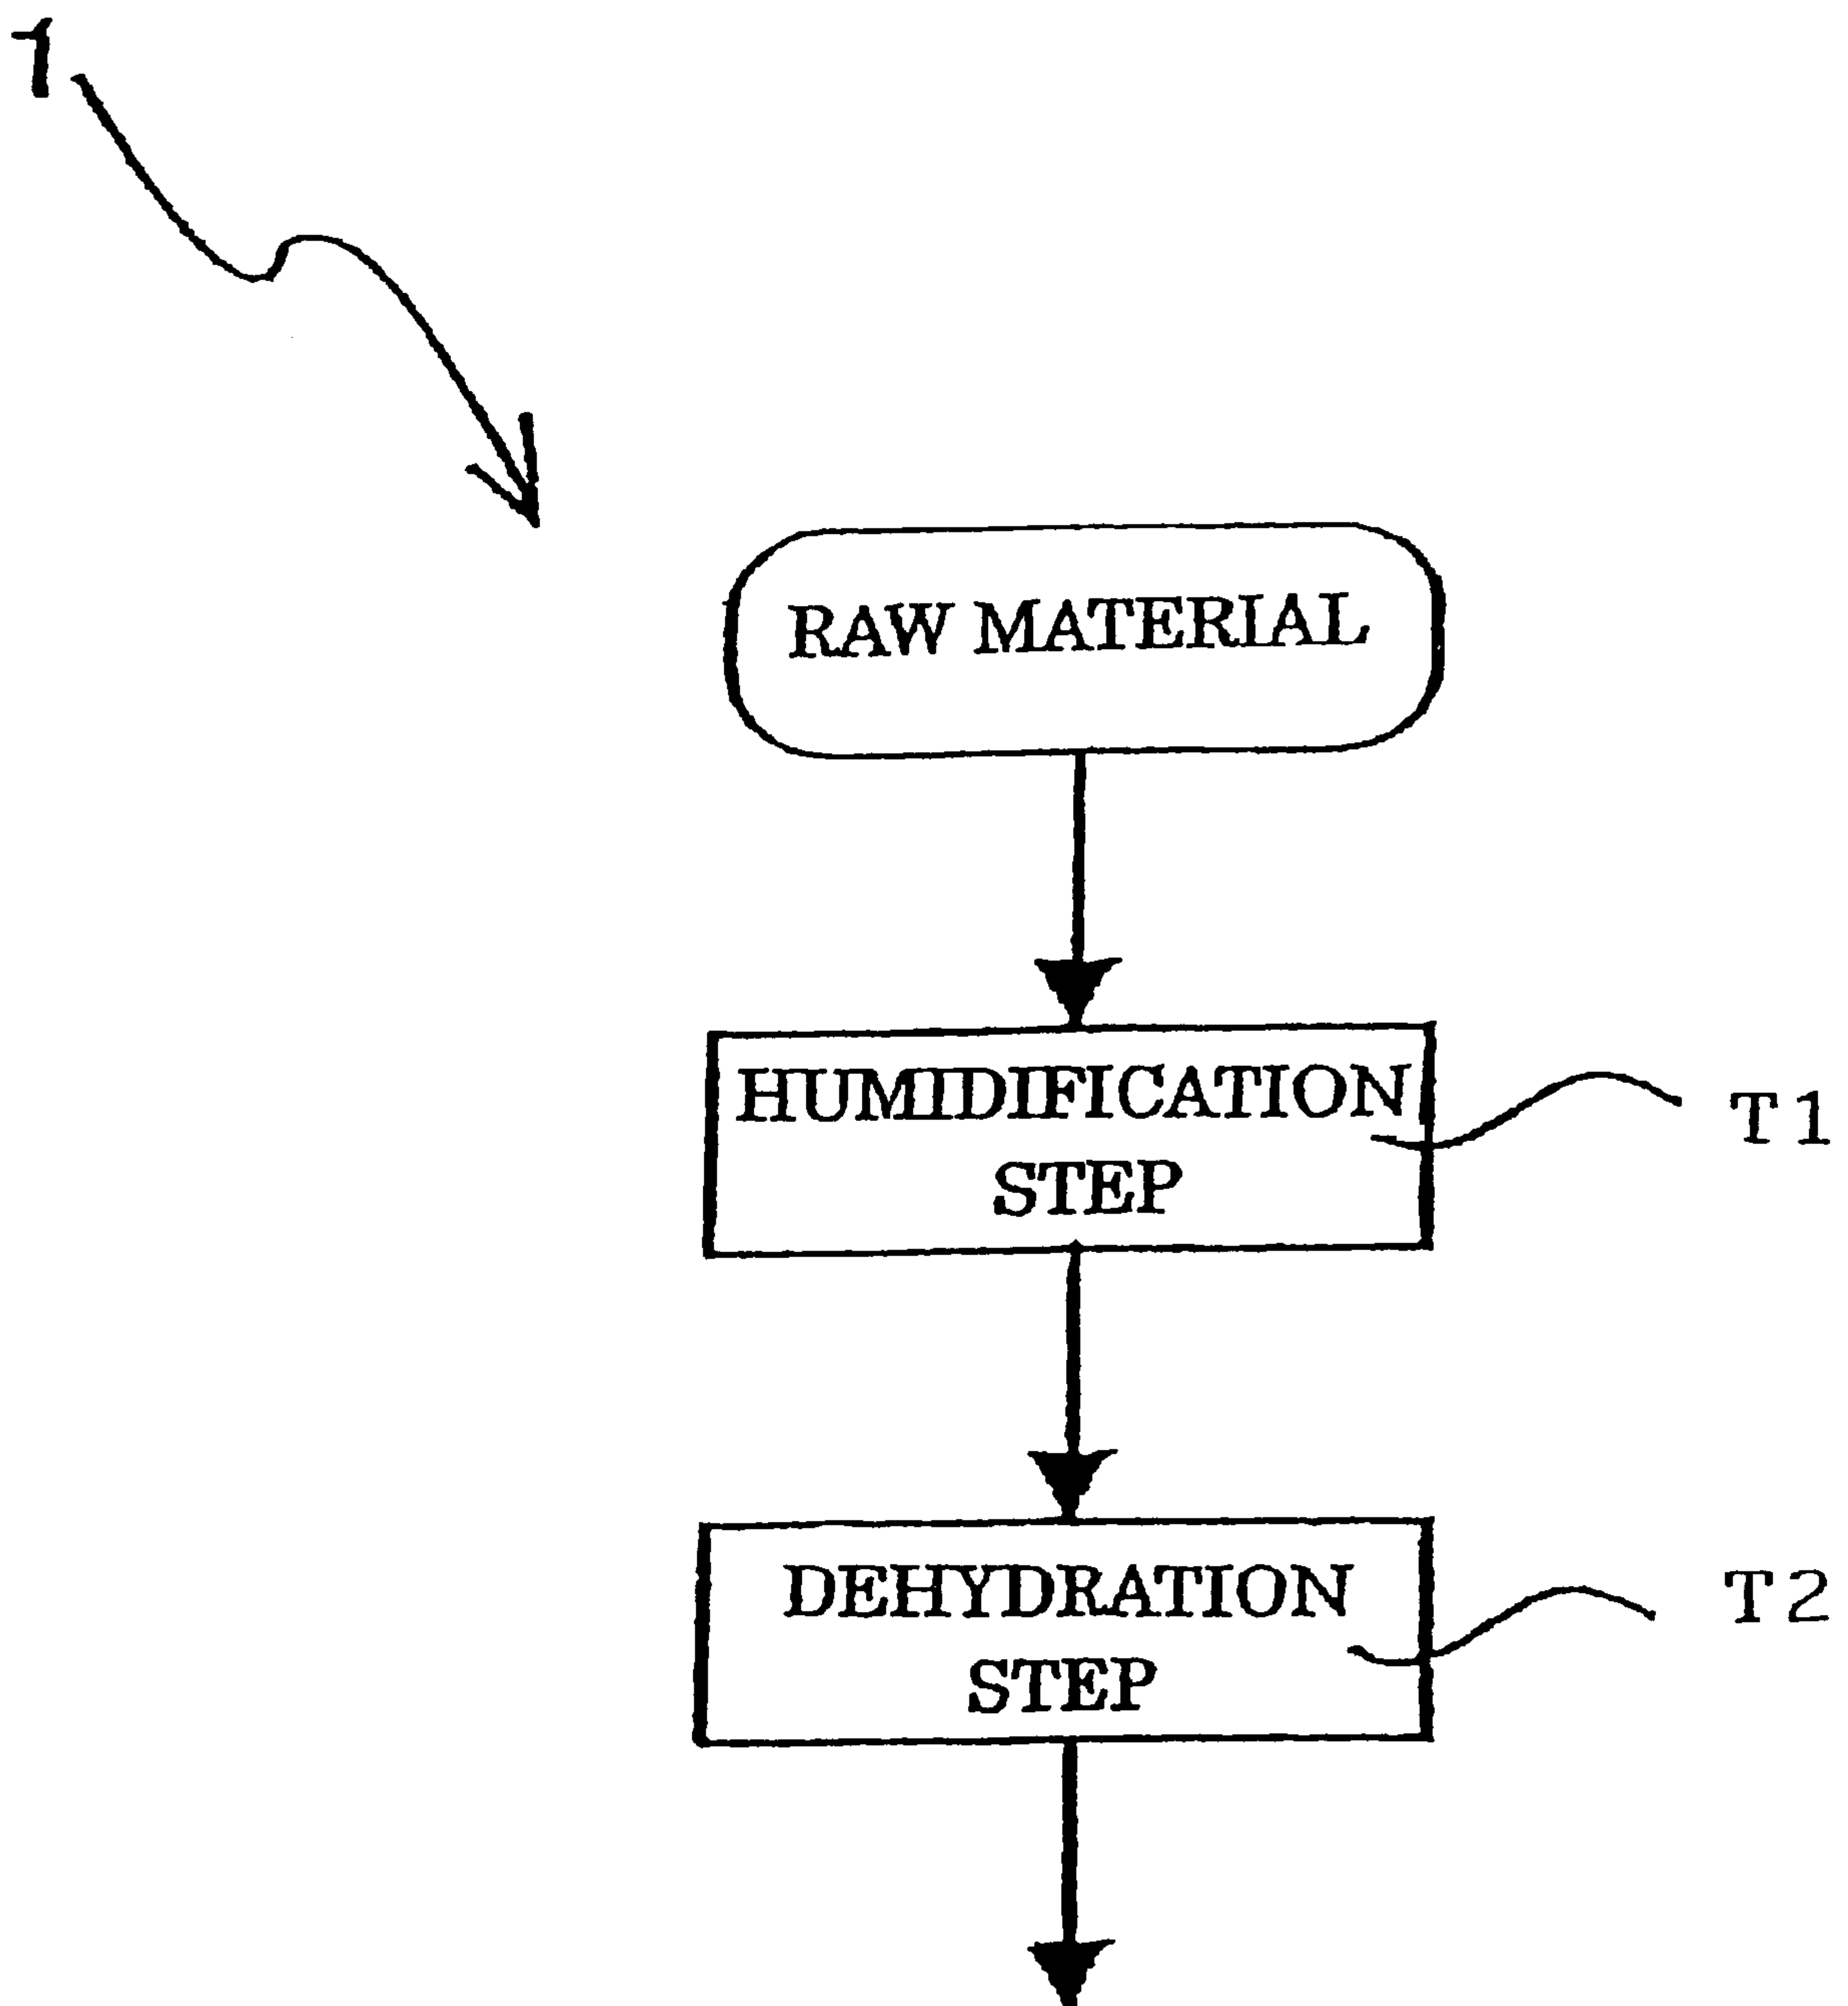 1
RAW MATERIAL
HUMIDIFICATION
STEP
T1
DEHYDRATION
STEP
T2